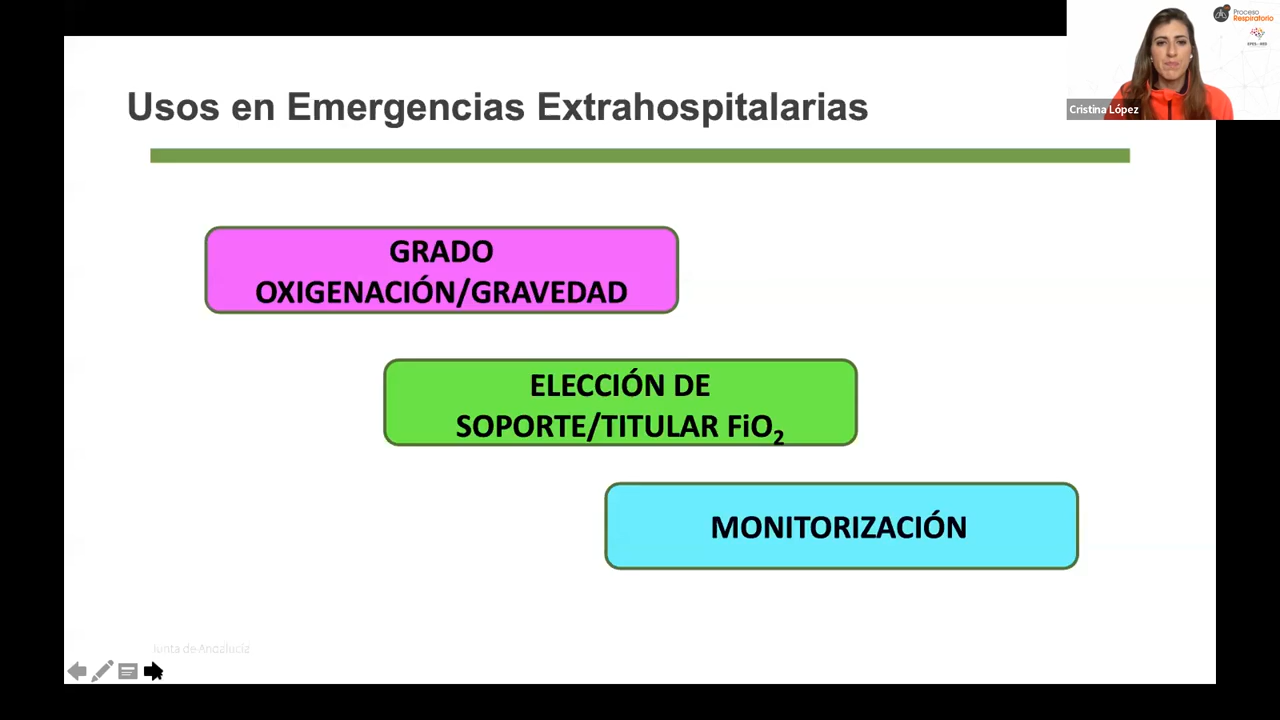 Proceso
Respiratorio
Cristina López
Usos en Emergencias Extrahospitalarias
GRADO
OXIGENACIÓN/GRAVEDAD
ELECCIÓN DE
SOPORTE/TITULAR FiO₂
MONITORIZACIÓN
Junta de Andalucía